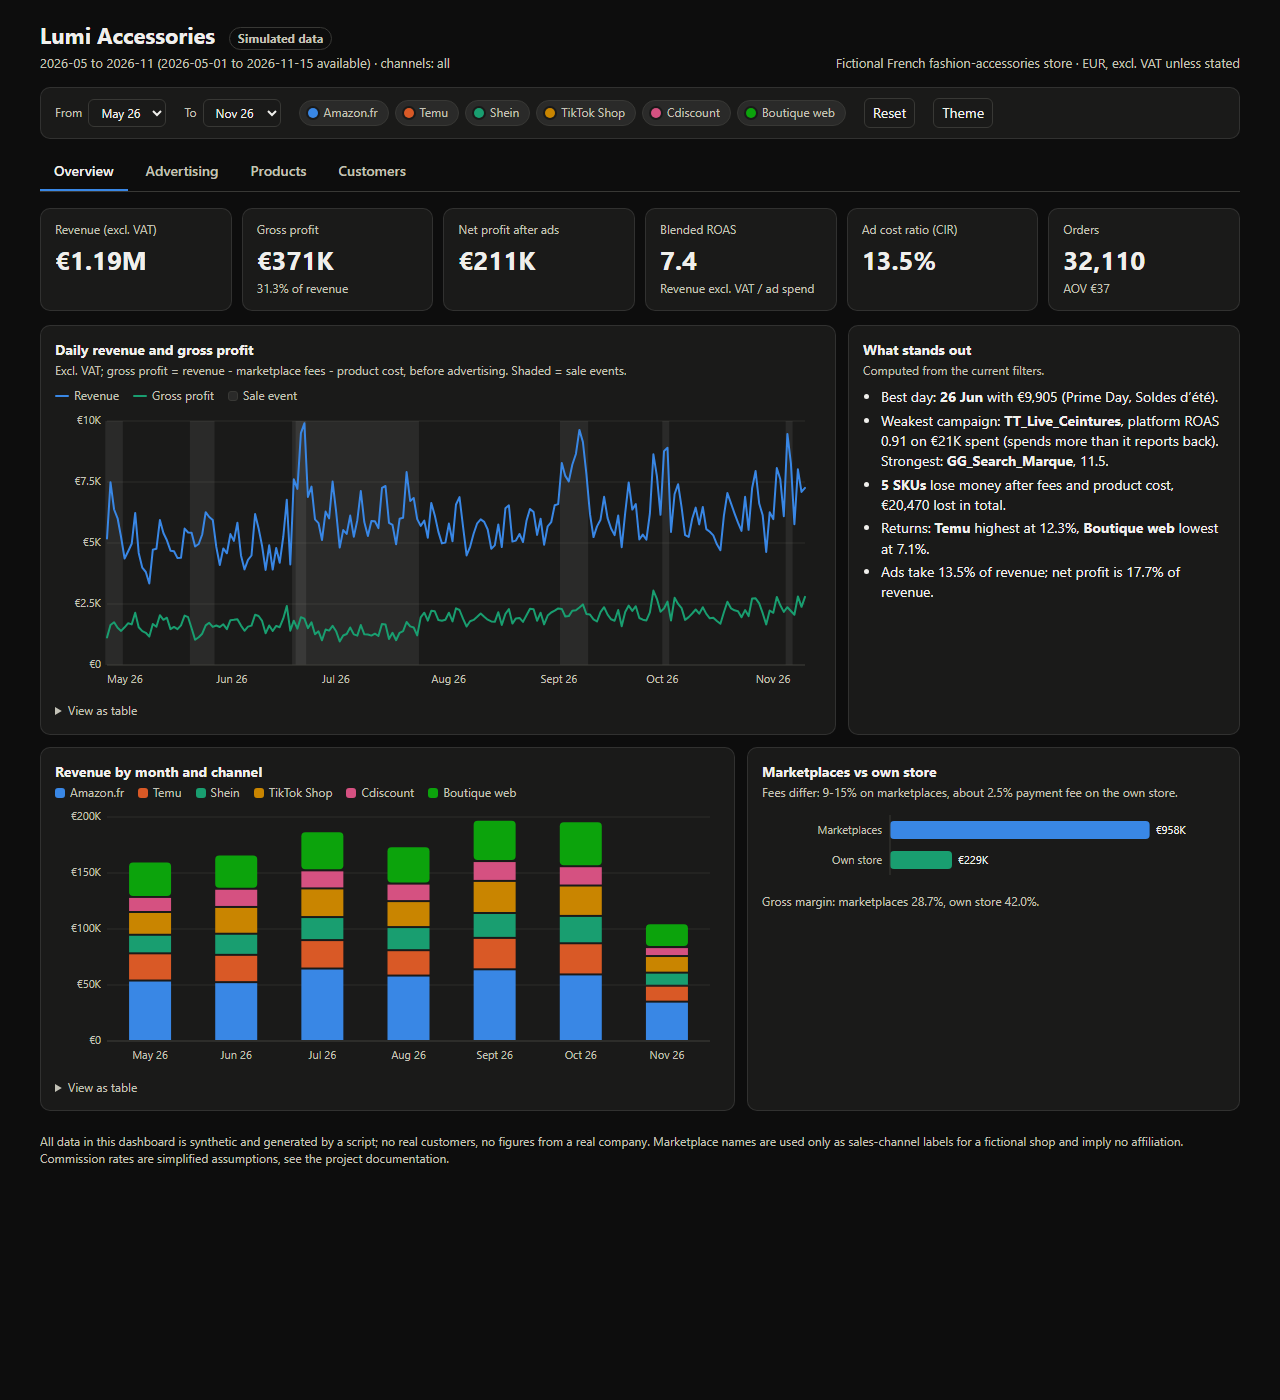 Lumi Accessories
Simulated data
2026-05 to 2026-11 (2026-05-01 to 2026-11-15 available) · channels: all
Fictional French fashion-accessories store · EUR, excl. VAT unless stated
From May 26 To Nov 26 Amazon.fr Temu Shein TikTok Shop Cdiscount Boutique web Reset Theme
Overview Advertising Products Customers
Revenue (excl. VAT)
€1.19M
Gross profit
€371K
31.3% of revenue
Net profit after ads
€211K
Blended ROAS
7.4
Revenue excl. VAT / ad spend
Ad cost ratio (CIR)
13.5%
Orders
32,110
AOV €37
Daily revenue and gross profit
Excl. VAT; gross profit = revenue - marketplace fees - product cost, before advertising. Shaded = sale events.
Revenue Gross profit Sale event
€10K
€7.5K
€5K
€2.5K
€0
May 26 Jun 26 Jul 26 Aug 26 Sept 26 Oct 26 Nov 26
View as table
What stands out
Computed from the current filters.
• Best day: 26 Jun with €9,905 (Prime Day, Soldes d’été).
• Weakest campaign: TT_Live_Ceintures, platform ROAS
0.91 on €21K spent (spends more than it reports back).
Strongest: GG_Search_Marque, 11.5.
• 5 SKUs lose money after fees and product cost,
€20,470 lost in total.
• Returns: Temu highest at 12.3%, Boutique web lowest
at 7.1%.
• Ads take 13.5% of revenue; net profit is 17.7% of
revenue.
Revenue by month and channel
Amazon.fr Temu Shein TikTok Shop Cdiscount Boutique web
€200K
€150K
€100K
€50K
€0
May 26 Jun 26 Jul 26 Aug 26 Sept 26 Oct 26 Nov 26
View as table
Marketplaces vs own store
Fees differ: 9-15% on marketplaces, about 2.5% payment fee on the own store.
Marketplaces €958K
Own store €229K
Gross margin: marketplaces 28.7%, own store 42.0%.
All data in this dashboard is synthetic and generated by a script; no real customers, no figures from a real company. Marketplace names are used only as sales-channel labels for a fictional shop and imply no affiliation.
Commission rates are simplified assumptions, see the project documentation.